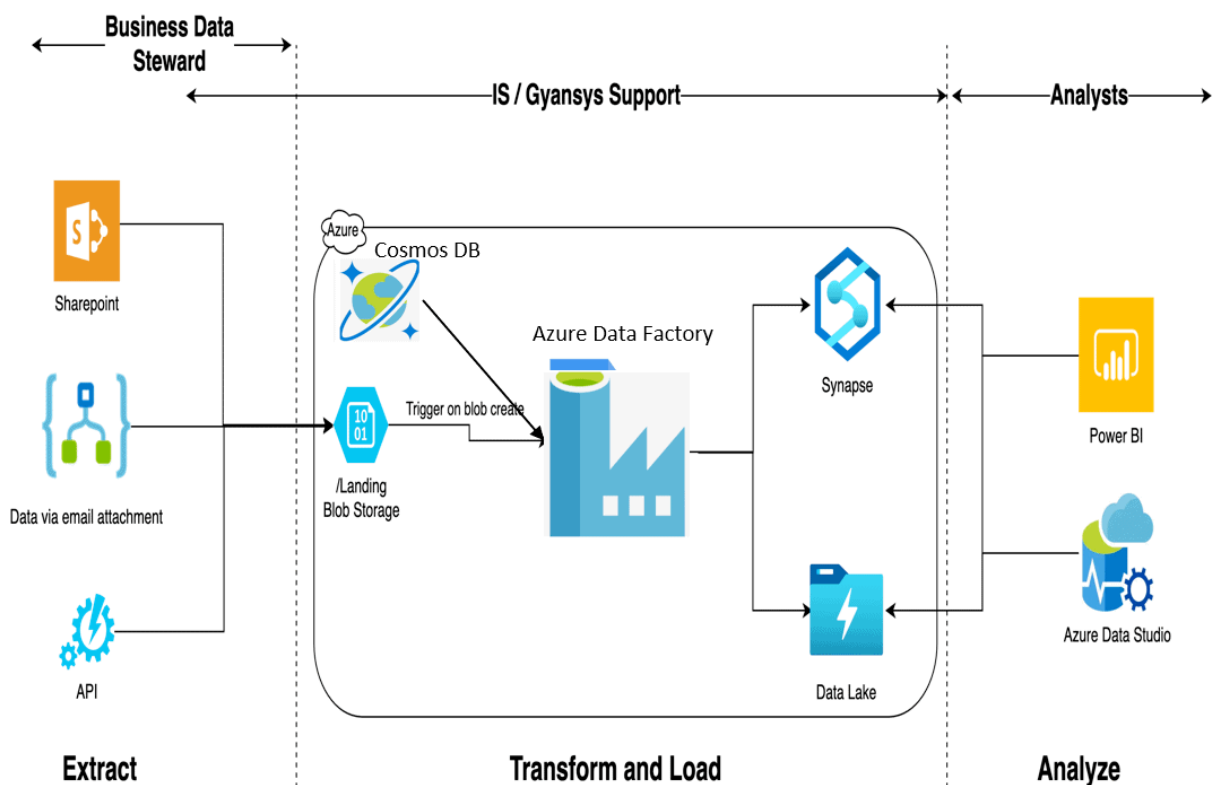 Business Data
Steward
IS / Gyansys Support
Analysts
Azure
Cosmos DB
S
Sharepoint
Azure Data Factory
Synapse
Power BI
Trigger on blob create
10
01
/Landing
Blob Storage
Data via email attachment
Azure Data Studio
API
Data Lake
Extract
Transform and Load
Analyze